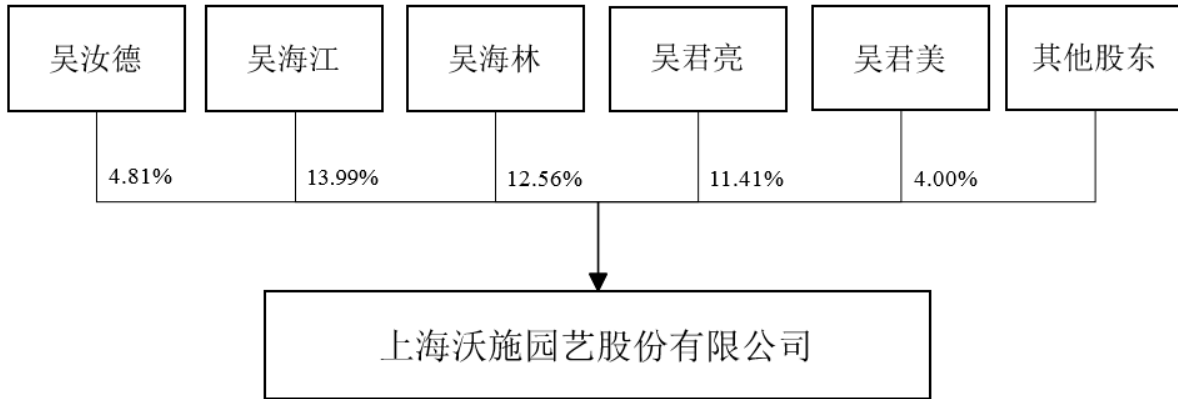 吴汝德
吴海江
吴海林
吴君亮
吴君美
其他股东
4.81%
13.99%
12.56%
11.41%
4.00%
上海沃施园艺股份有限公司